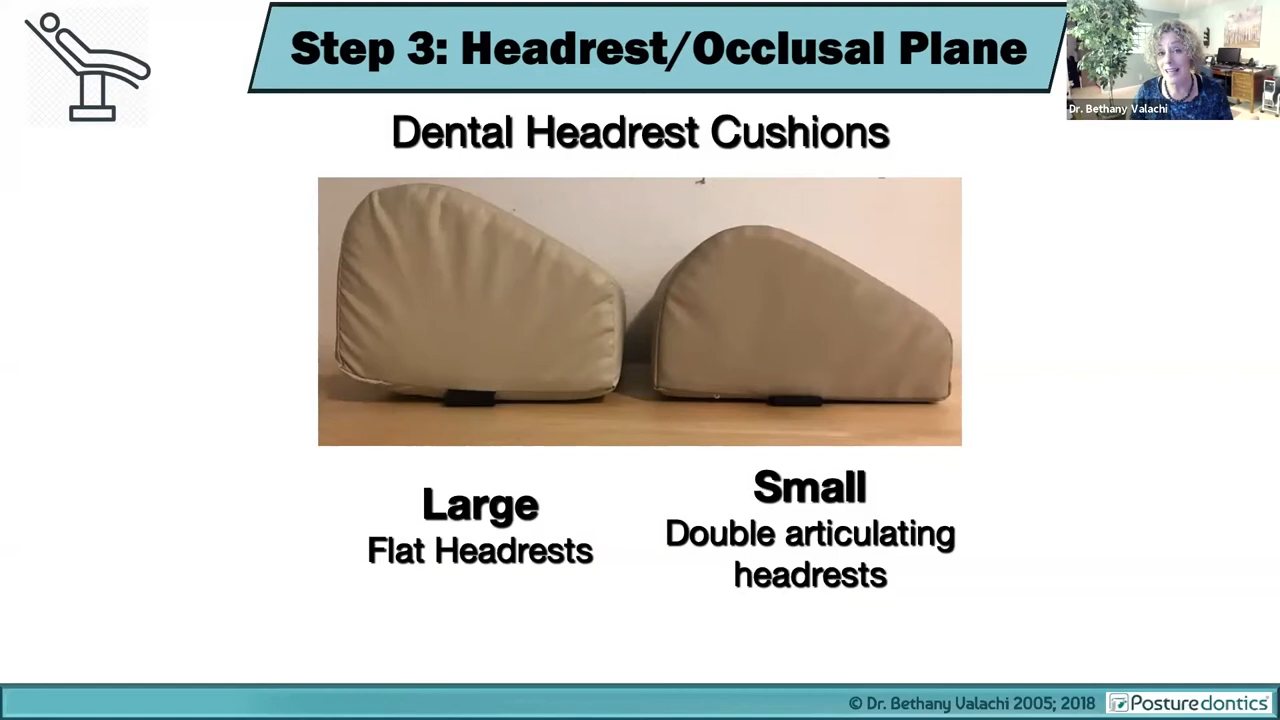 Step 3: Headrest/Occlusal Plane
Dr. Bethany Valachi
Dental Headrest Cushions
Large
Flat Headrests
Small
Double articulating
headrests
© Dr. Bethany Valachi 2005; 2018
Posturedontics®